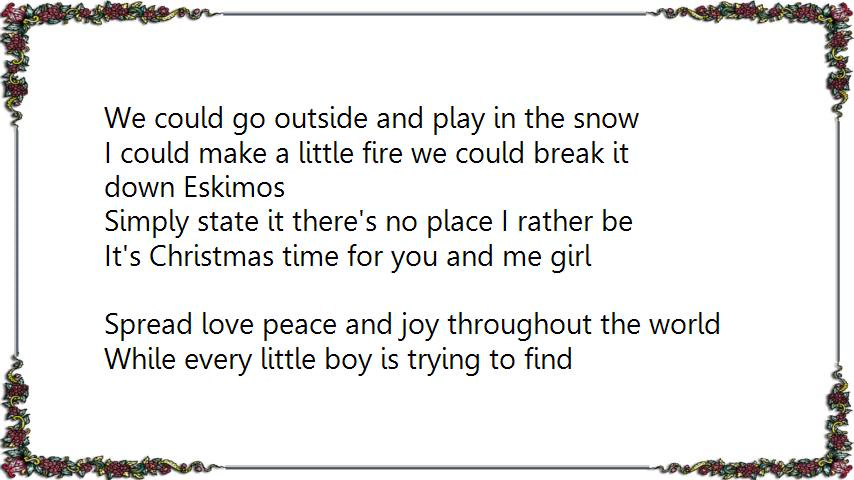 We could go outside and play in the snow
I could make a little fire we could break it
down Eskimos
Simply state it there's no place I rather be
It's Christmas time for you and me girl
Spread love peace and joy throughout the world
While every little boy is trying to find